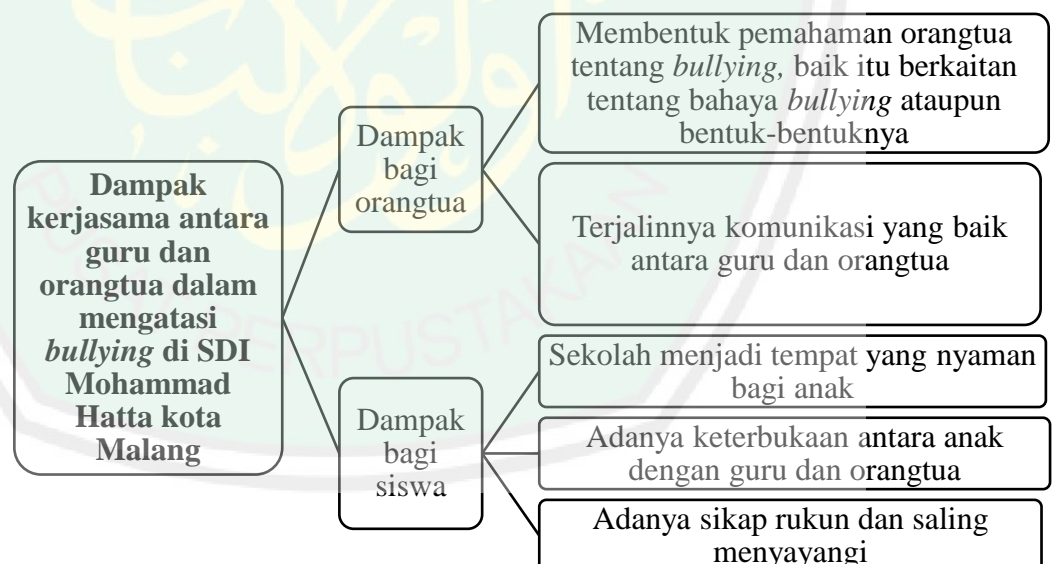 Dampak
kerjasama antara
guru dan
orangtua dalam
mengatasi
bullying di SDI
Mohammad
Hatta kota
Malang
Dampak
bagi
orangtua
Membentuk pemahaman orangtua
tentang bullying, baik itu berkaitan
tentang bahaya bullying ataupun
bentuk-bentuknya
Terjalinnya komunikasi yang baik
antara guru dan orangtua
Dampak
bagi
siswa
Sekolah menjadi tempat yang nyaman
bagi anak
Adanya keterbukaan antara anak
dengan guru dan orangtua
Adanya sikap rukun dan saling
menyayangi